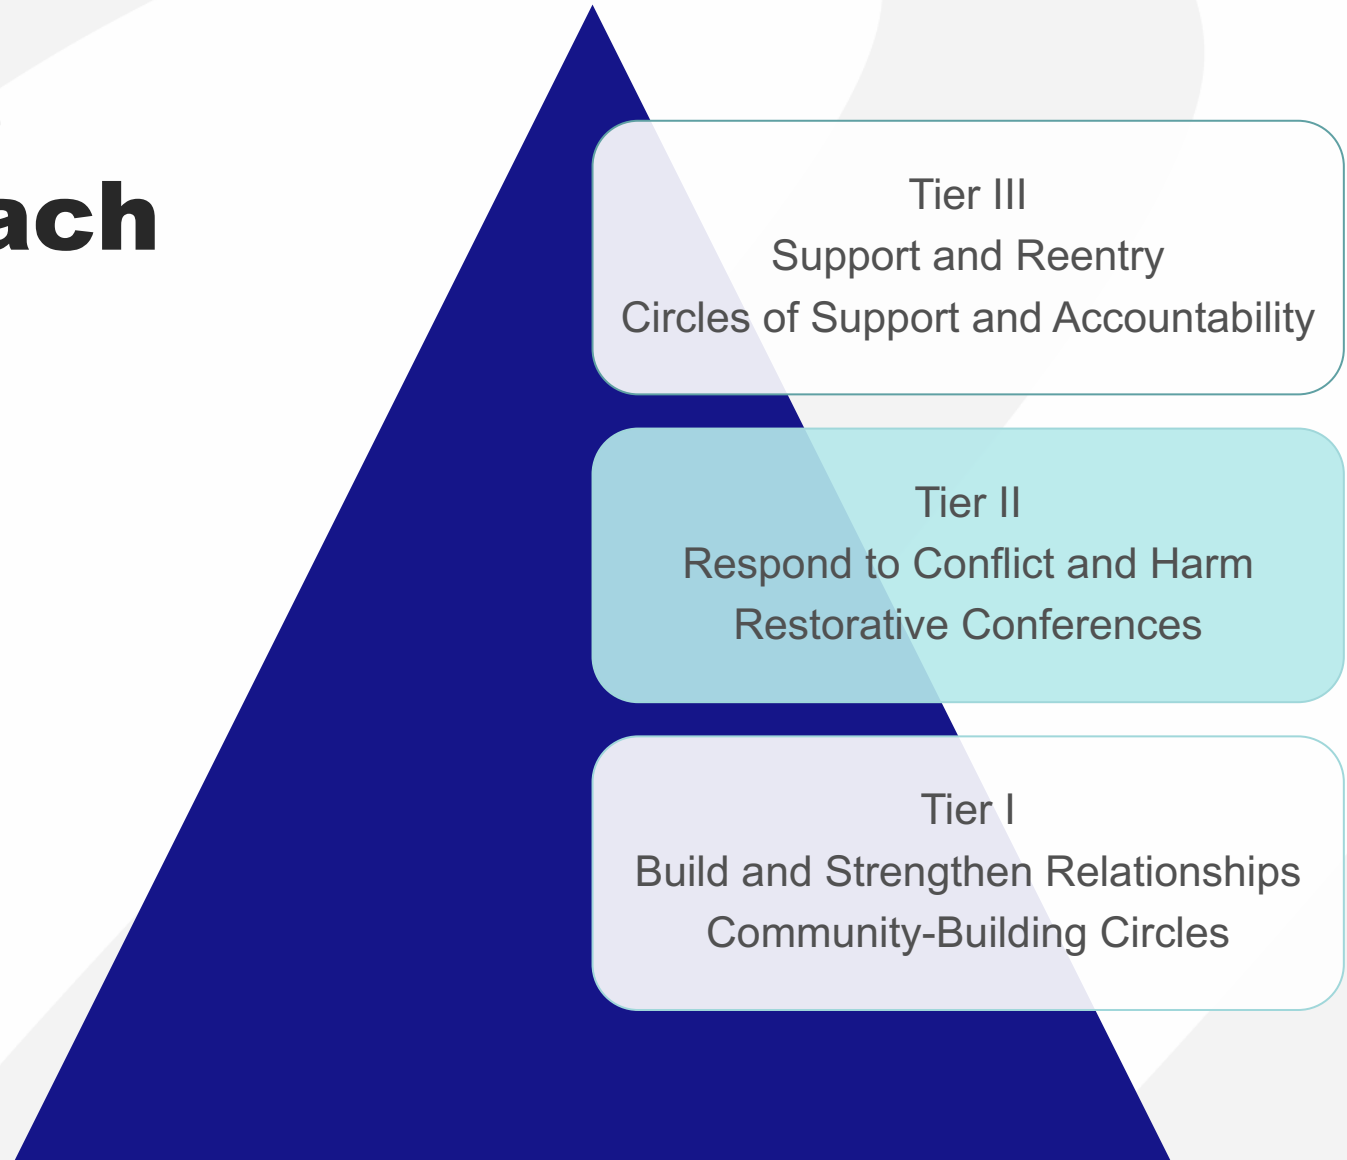 Tier III
Support and Reentry
Circles of Support and Accountability
Tier II
Respond to Conflict and Harm
Restorative Conferences
Tier I
Build and Strengthen Relationships
Community-Building Circles